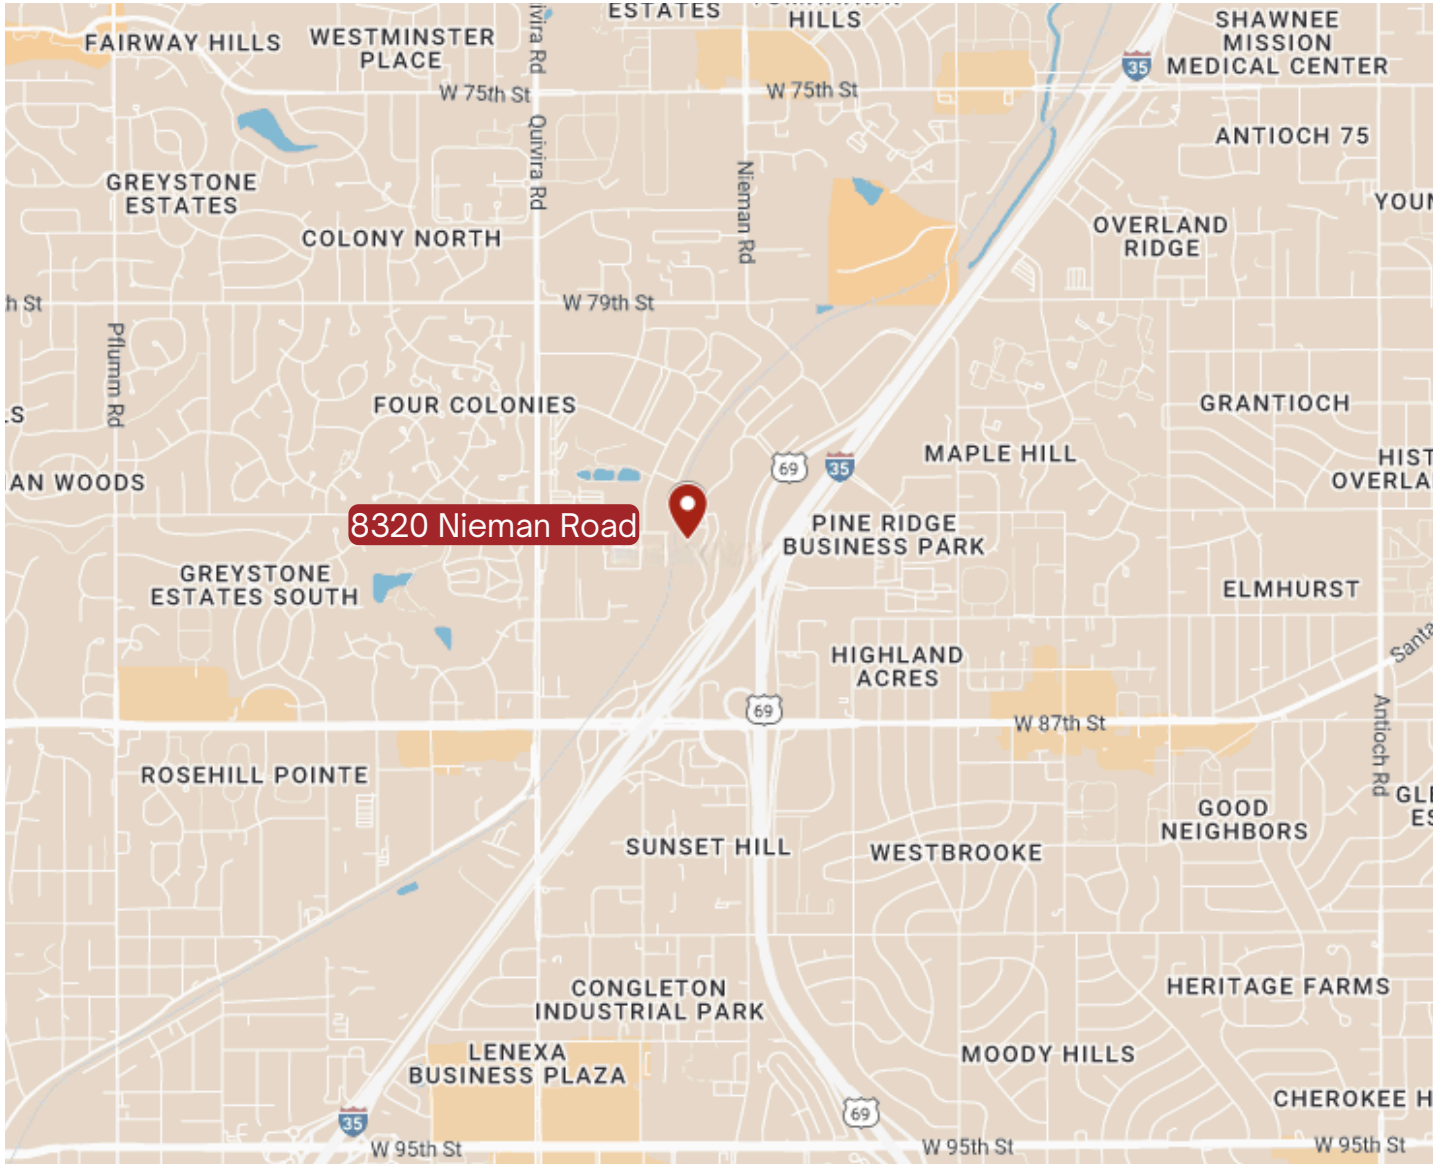 ESTATES
HILLS
SHAWNEE
MISSION
MEDICAL CENTER
FAIRWAY HILLS
WESTMINSTER
PLACE
35
W 75th St
W 75th St
Quivira Rd
ANTIOCH 75
Nieman Rd
GREYSTONE
ESTATES
COLONY NORTH
OVERLAND
RIDGE
W 79th St
Pflumm Rd
FOUR COLONIES
GRANTIOCH
69
35
MAPLE HILL
HIST
OVERLA
AN WOODS
8320 Nieman Road
PINE RIDGE
BUSINESS PARK
GREYSTONE
ESTATES SOUTH
ELMHURST
HIGHLAND
ACRES
Santa
69
W 87th St
Antioch Rd
ROSEHILL POINTE
GOOD
NEIGHBORS
SUNSET HILL
WESTBROOKE
CONGLETON
INDUSTRIAL PARK
HERITAGE FARMS
LENEXA
BUSINESS PLAZA
MOODY HILLS
CHEROKEE H
35
69
W 95th St
W 95th St
W 95th St